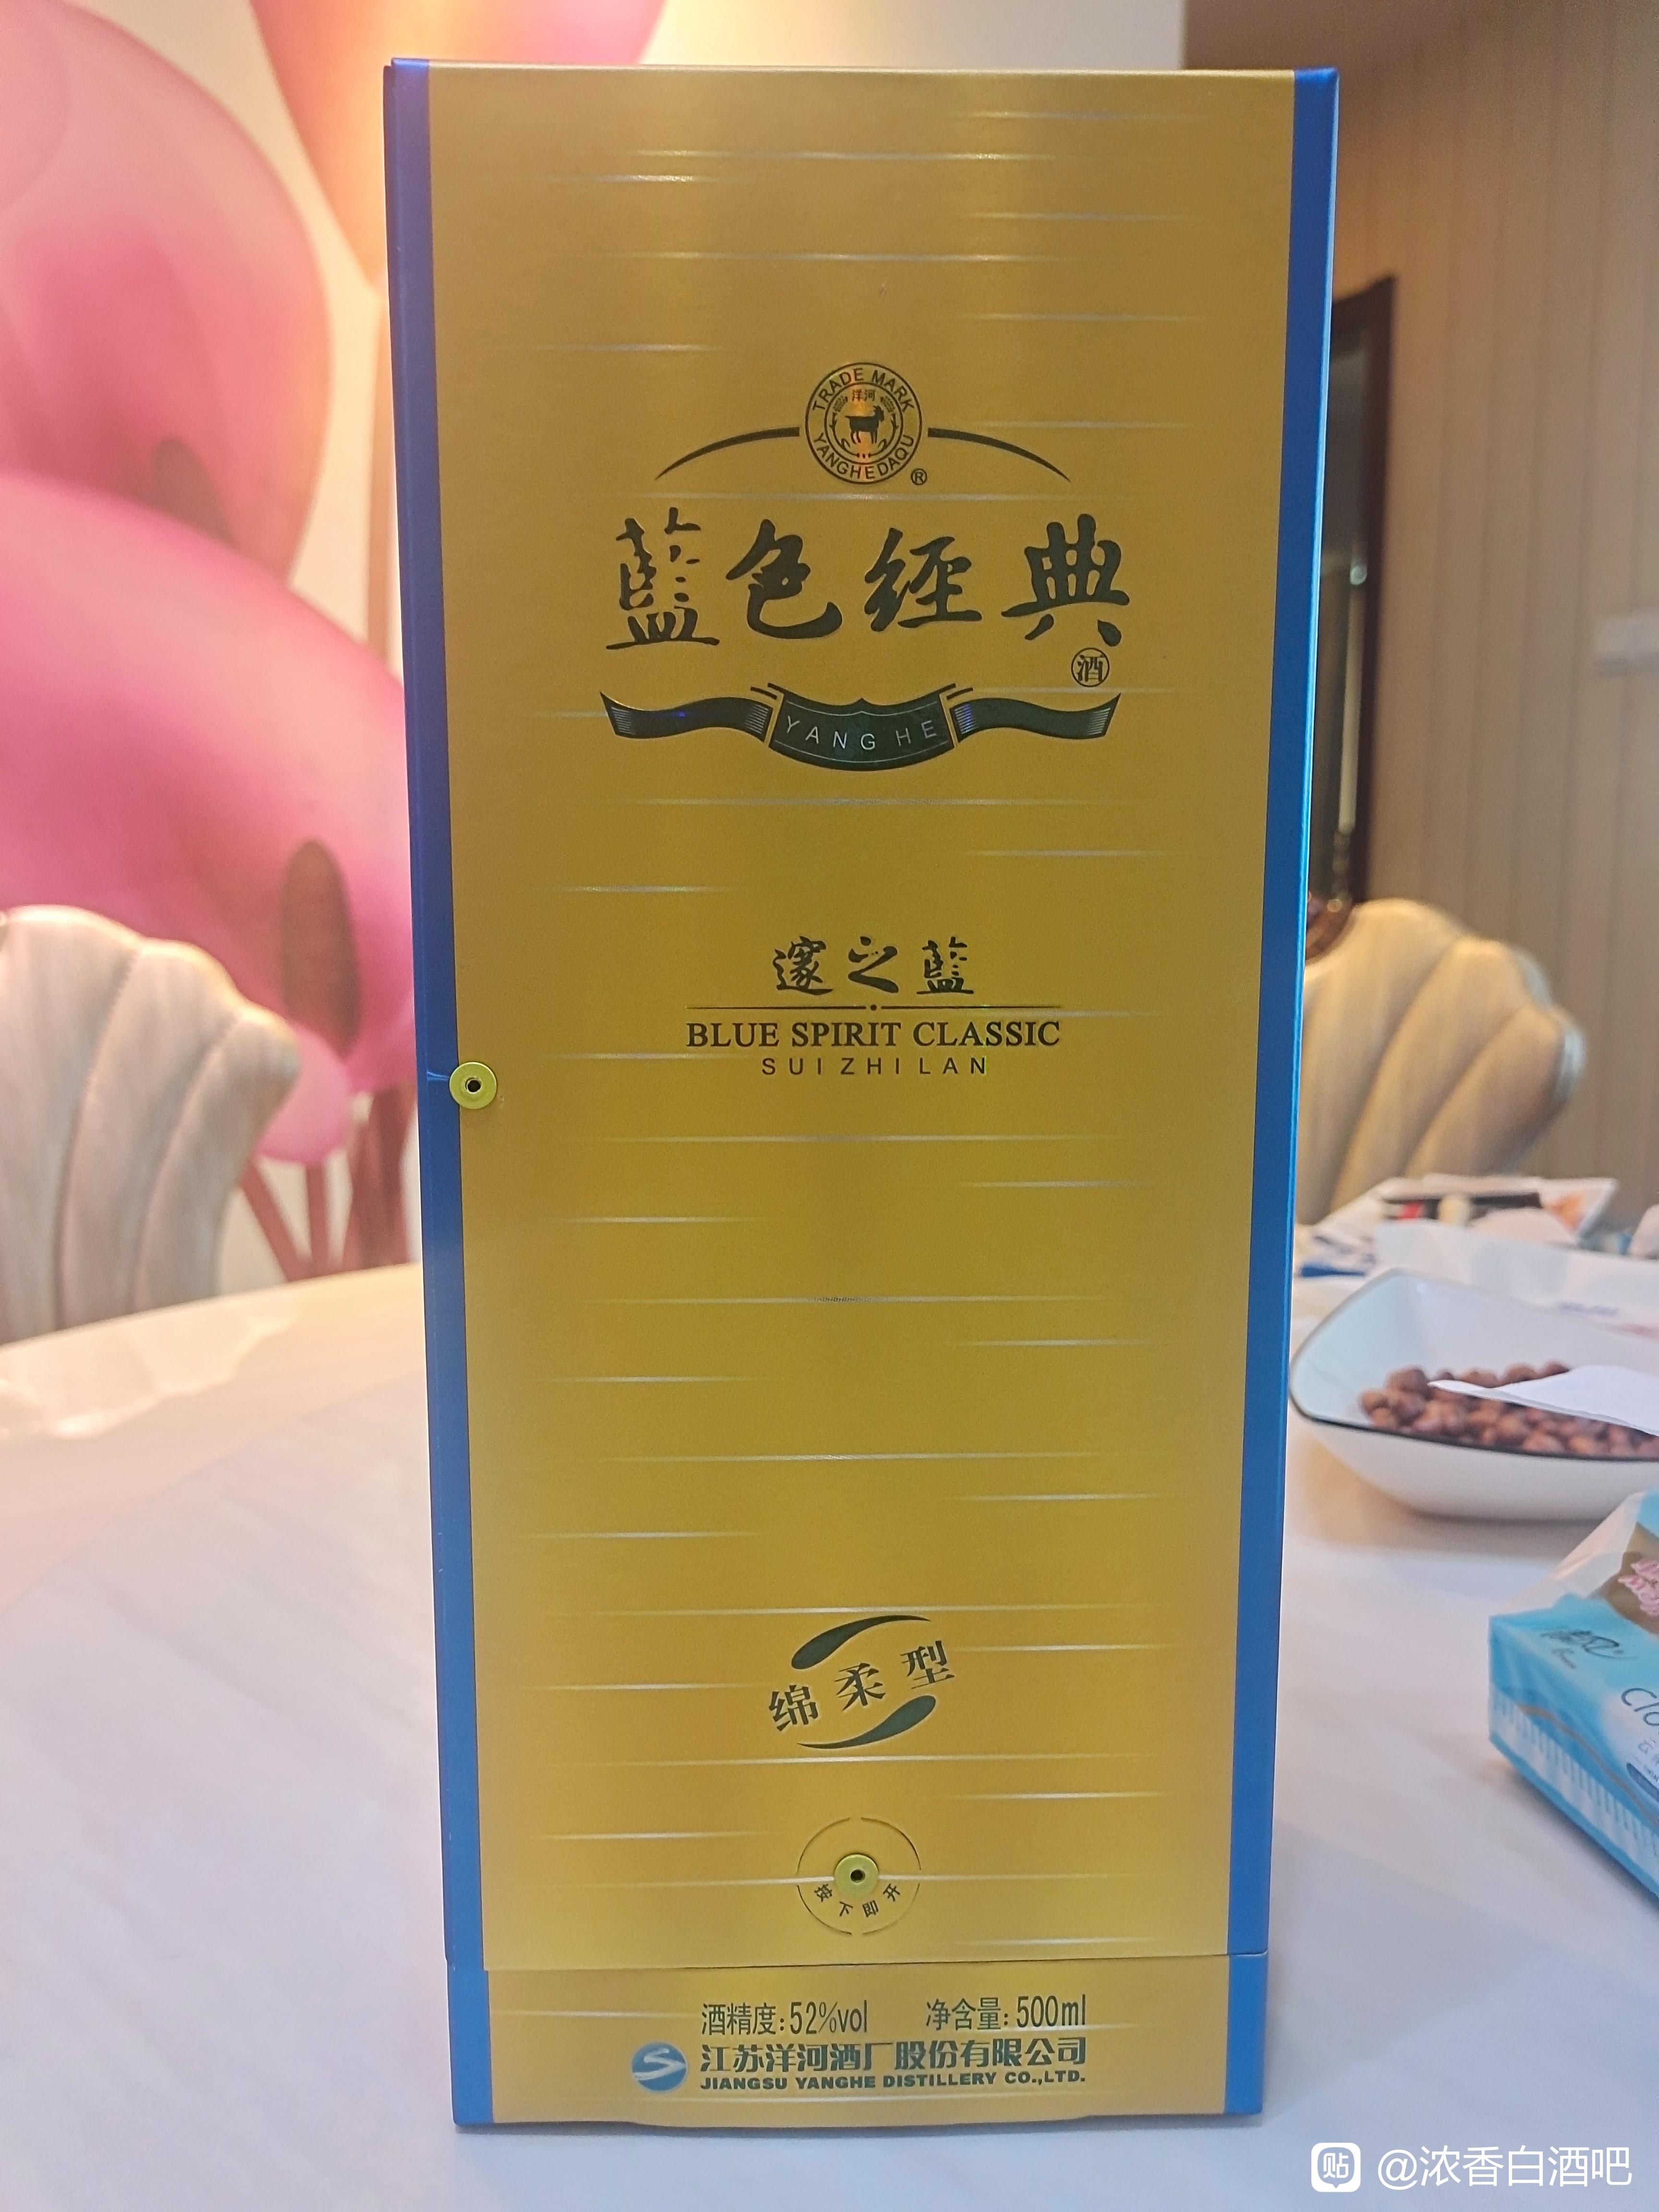 TRADE MARK
洋河
YANGHEDAQU
®
藍色经典
酒
YANG HE
邃之藍
BLUE SPIRIT CLASSIC
SUI ZHI LAN
绵柔型
按下即开
酒精度:52%vol 净含量:500ml
江苏洋河酒厂股份有限公司
JIANGSU YANGHE DISTILLERY CO.,LTD.
Clo
贴 @浓香白酒吧